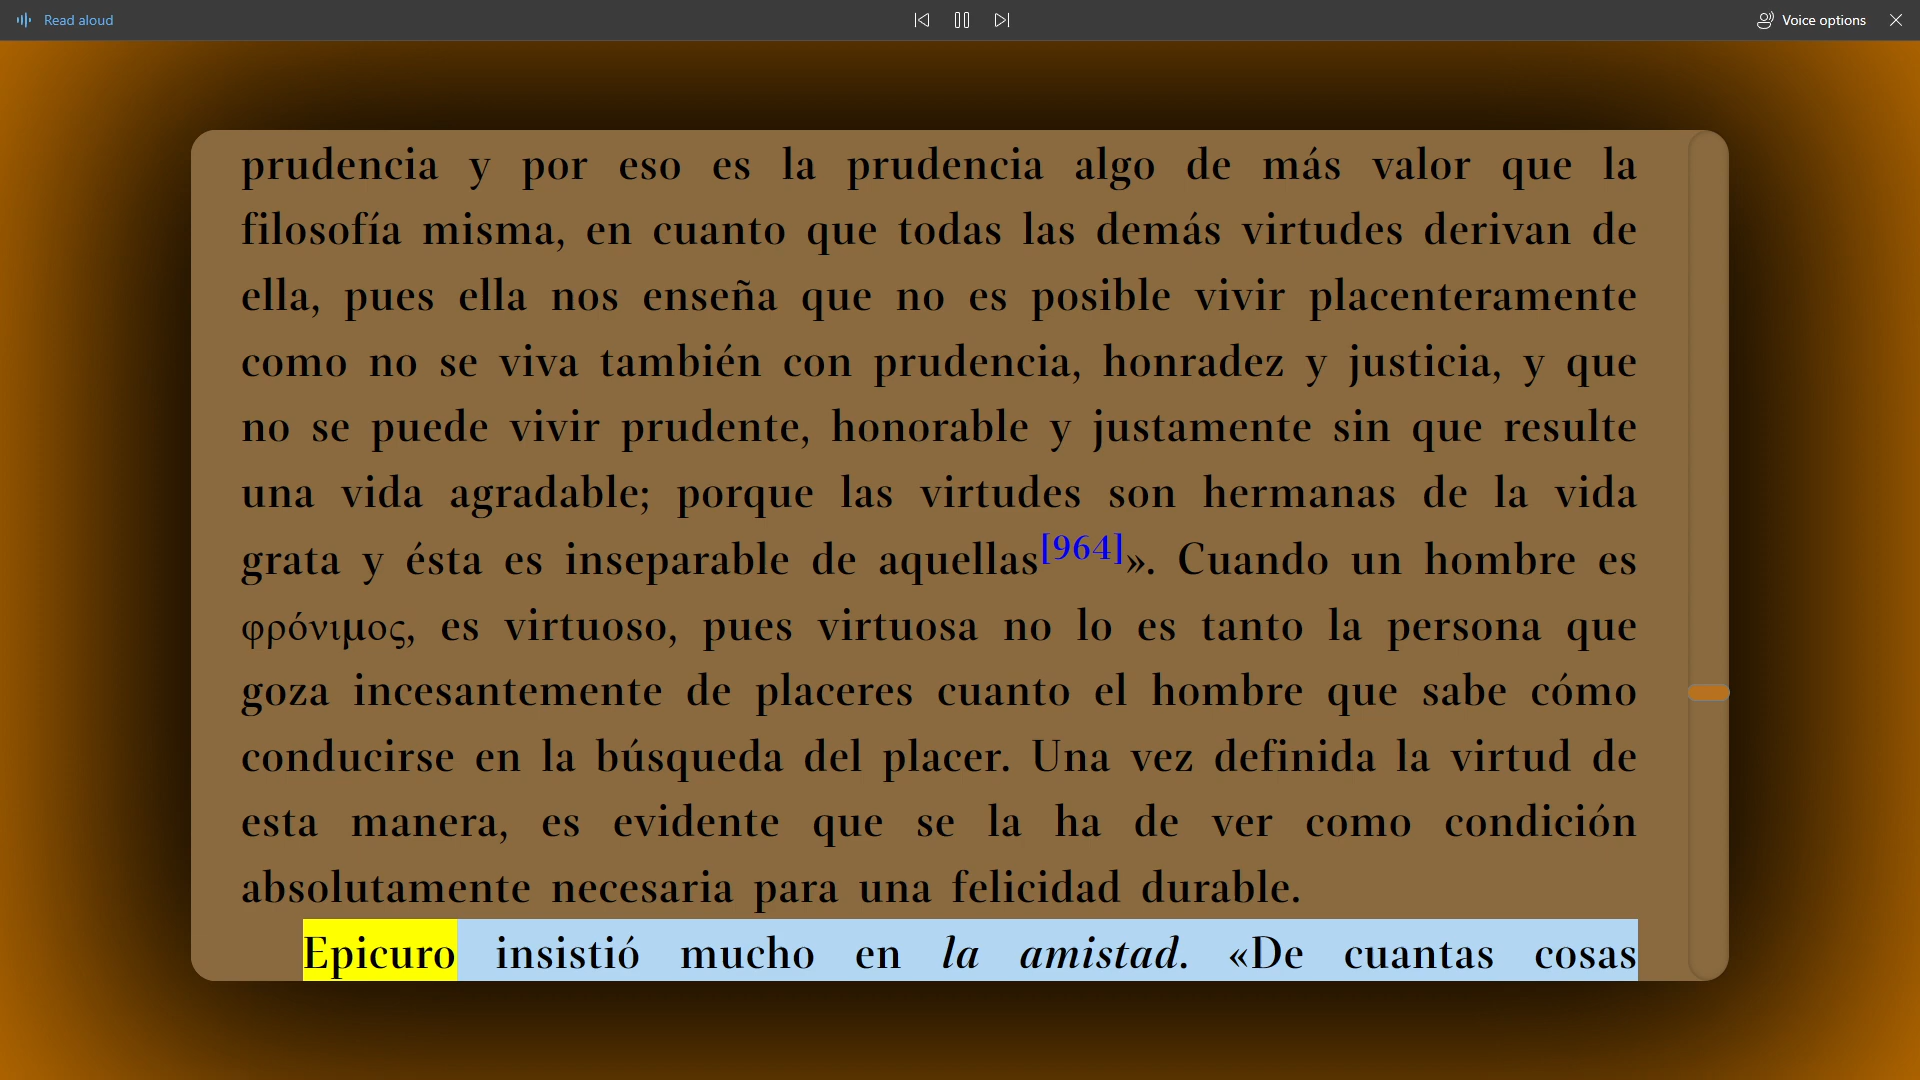 Read aloud
Voice options
prudencia y por eso es la prudencia algo de más valor que la
filosofía misma, en cuanto que todas las demás virtudes derivan de
ella, pues ella nos enseña que no es posible vivir placenteramente
como no se viva también con prudencia, honradez y justicia, y que
no se puede vivir prudente, honorable y justamente sin que resulte
una vida agradable; porque las virtudes son hermanas de la vida
grata y ésta es inseparable de aquellas[964]». Cuando un hombre es
φρόνιμος, es virtuoso, pues virtuosa no lo es tanto la persona que
goza incesantemente de placeres cuanto el hombre que sabe cómo
conducirse en la búsqueda del placer. Una vez definida la virtud de
esta manera, es evidente que se la ha de ver como condición
absolutamente necesaria para una felicidad durable.
Epicuro insistió mucho en la amistad. «De cuantas cosas